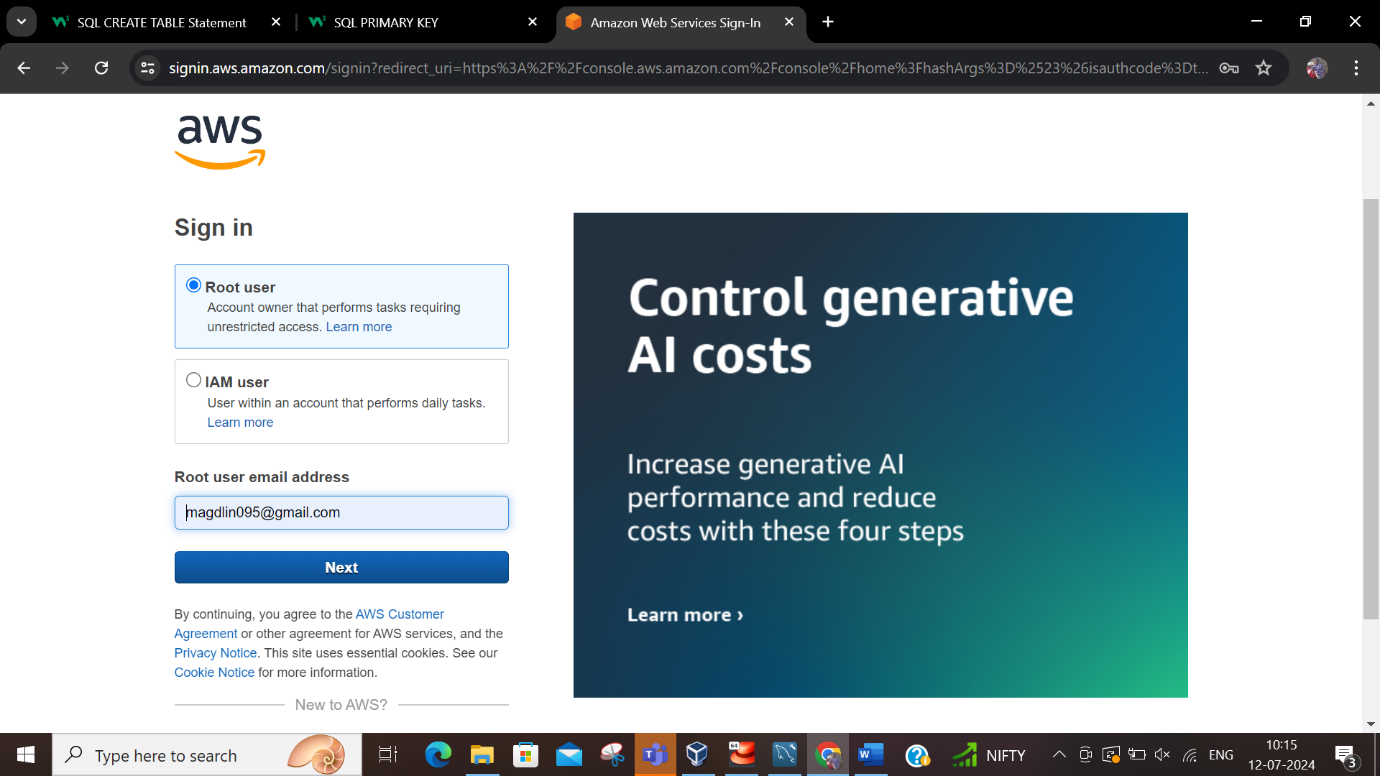 SQL CREATE TABLE Statement
SQL PRIMARY KEY
Amazon Web Services Sign-In
signin.aws.amazon.com/signin?redirect_uri=https%3A%2F%2Fconsole.aws.amazon.com%2Fconsole%2Fhome%3FhashArgs%3D%2523%26isauthcode%3Dt...
aws
Sign in
Root user
Account owner that performs tasks requiring
unrestricted access. Learn more
IAM user
User within an account that performs daily tasks.
Learn more
Root user email address
magdlin095@gmail.com
Next
By continuing, you agree to the AWS Customer
Agreement or other agreement for AWS services, and the
Privacy Notice. This site uses essential cookies. See our
Cookie Notice for more information.
New to AWS?
Control generative
AI costs
Increase generative AI
performance and reduce
costs with these four steps
Learn more ›
Type here to search
64
T
W
NIFTY
ENG
10:15
12-07-2024
3